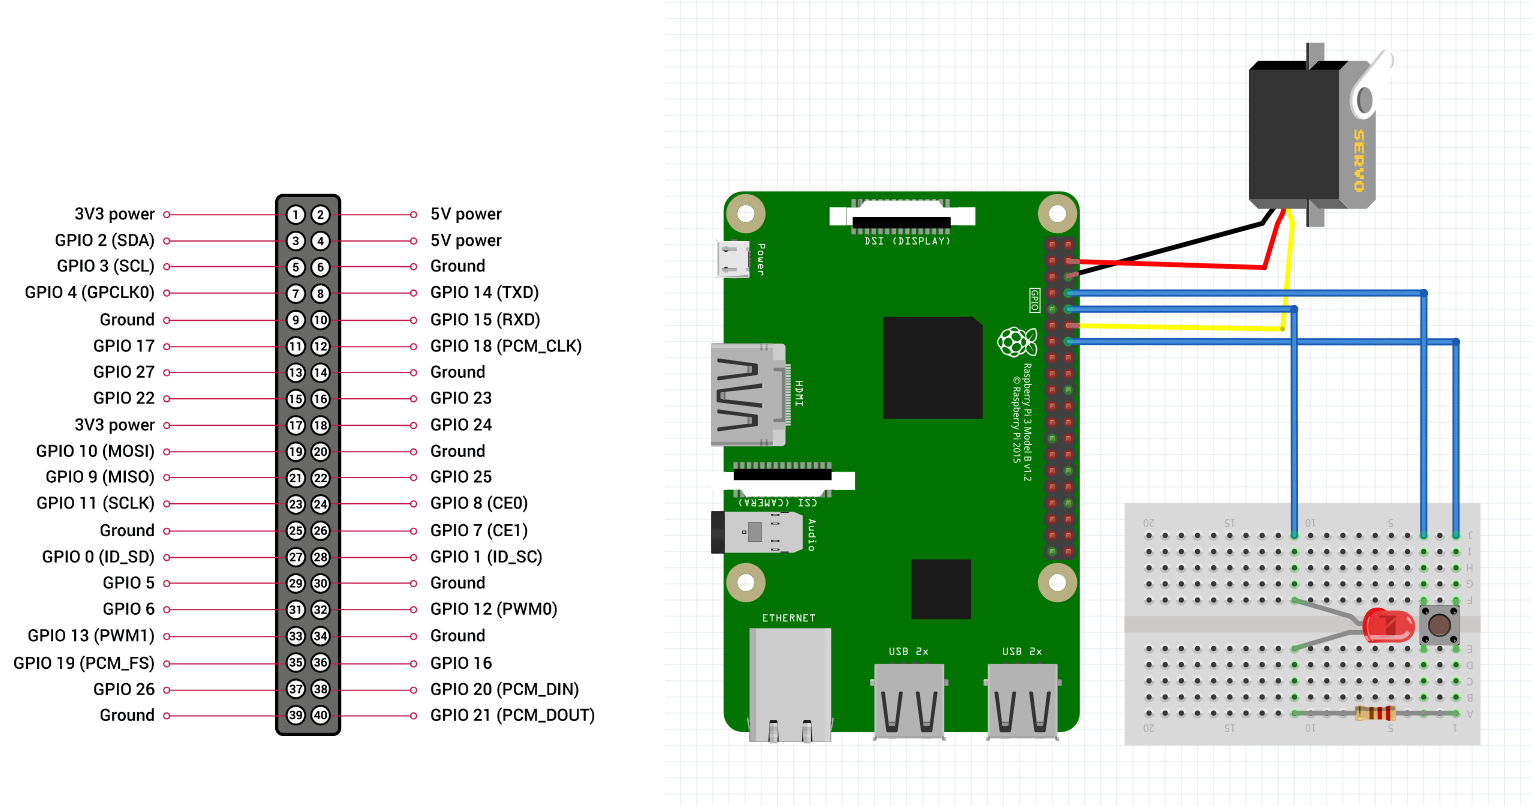 3V3 power 1 2 5V power
GPIO 2 (SDA) 3 4 5V power
GPIO 3 (SCL) 5 6 Ground
GPIO 4 (GPCLK0) 7 8 GPIO 14 (TXD)
Ground 9 10 GPIO 15 (RXD)
GPIO 17 11 12 GPIO 18 (PCM_CLK)
GPIO 27 13 14 Ground
GPIO 22 15 16 GPIO 23
3V3 power 17 18 GPIO 24
GPIO 10 (MOSI) 19 20 Ground
GPIO 9 (MISO) 21 22 GPIO 25
GPIO 11 (SCLK) 23 24 GPIO 8 (CE0)
Ground 25 26 GPIO 7 (CE1)
GPIO 0 (ID_SD) 27 28 GPIO 1 (ID_SC)
GPIO 5 29 30 Ground
GPIO 6 31 32 GPIO 12 (PWM0)
GPIO 13 (PWM1) 33 34 Ground
GPIO 19 (PCM_FS) 35 36 GPIO 16
GPIO 26 37 38 GPIO 20 (PCM_DIN)
Ground 39 40 GPIO 21 (PCM_DOUT)
SERVO
DSI (DISPLAY)
Power
GPIO
HDMI
Raspberry Pi 3 Model B v1.2
© Raspberry Pi 2015
CSI (CAMERA)
Audio
ETHERNET
USB 2x
USB 2x
20 15 10 5
J
I
H
G
F
E
D
C
B
A
20 15 10 5 1